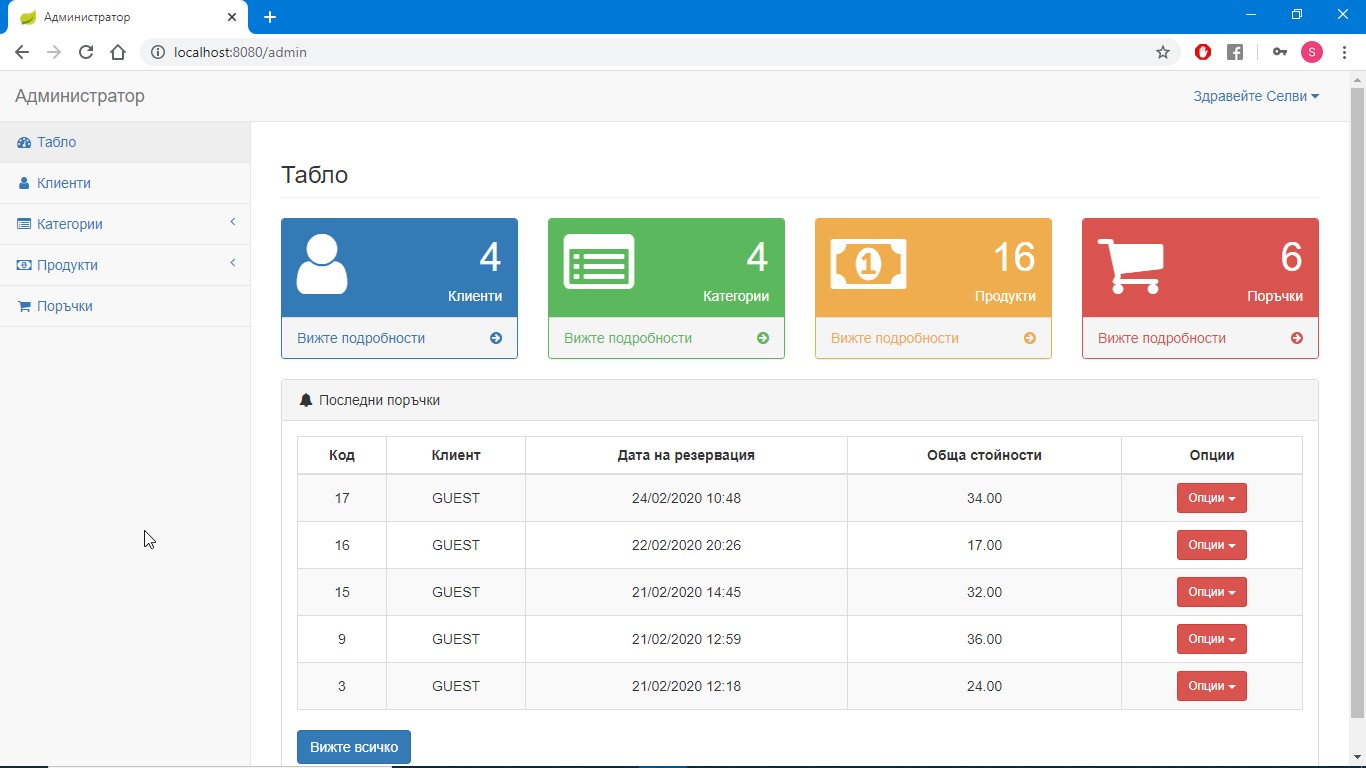 Администратор
localhost:8080/admin
S
Администратор
Здравейте Селви
Табло
Клиенти
Категории
Продукти
Поръчки
Табло
4
Клиенти
Вижте подробности
4
Категории
Вижте подробности
1
16
Продукти
Вижте подробности
6
Поръчки
Вижте подробности
Последни поръчки
Код Клиент Дата на резервация Обща стойности Опции
17 GUEST 24/02/2020 10:48 34.00 Опции
16 GUEST 22/02/2020 20:26 17.00 Опции
15 GUEST 21/02/2020 14:45 32.00 Опции
9 GUEST 21/02/2020 12:59 36.00 Опции
3 GUEST 21/02/2020 12:18 24.00 Опции
Вижте всичко